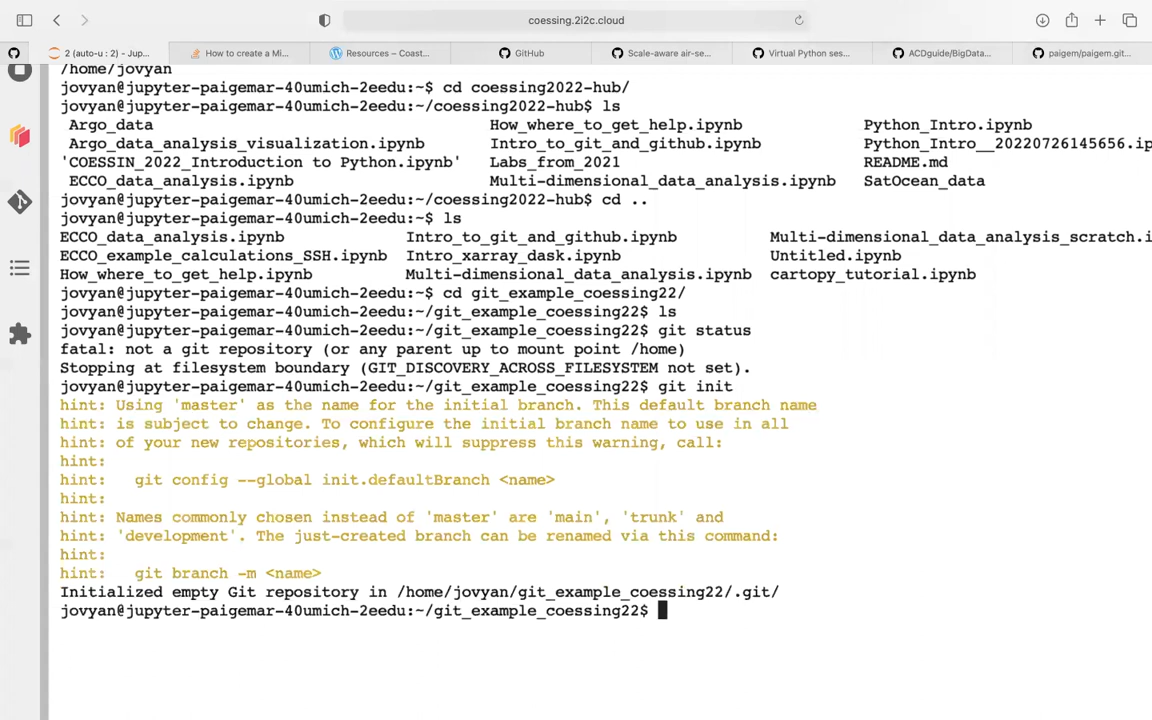 coessing.2i2c.cloud
2 (auto-u : 2) - Jup...
How to create a Mi...
Resources – Coast...
GitHub
Scale-aware air-se...
Virtual Python ses...
ACDguide/BigData...
paigem/paigem.git...
/home/jovyan
jovyan@jupyter-paigemar-40umich-2eedu:~$ cd coessing2022-hub/
jovyan@jupyter-paigemar-40umich-2eedu:~/coessing2022-hub$ ls
Argo_data How_where_to_get_help.ipynb Python_Intro.ipynb
Argo_data_analysis_visualization.ipynb Intro_to_git_and_github.ipynb Python_Intro__20220726145656.ip
'COESSIN_2022_Introduction to Python.ipynb' Labs_from_2021 README.md
ECCO_data_analysis.ipynb Multi-dimensional_data_analysis.ipynb SatOcean_data
jovyan@jupyter-paigemar-40umich-2eedu:~/coessing2022-hub$ cd ..
jovyan@jupyter-paigemar-40umich-2eedu:~$ ls
ECCO_data_analysis.ipynb Intro_to_git_and_github.ipynb Multi-dimensional_data_analysis_scratch.i
ECCO_example_calculations_SSH.ipynb Intro_xarray_dask.ipynb Untitled.ipynb
How_where_to_get_help.ipynb Multi-dimensional_data_analysis.ipynb cartopy_tutorial.ipynb
jovyan@jupyter-paigemar-40umich-2eedu:~$ cd git_example_coessing22/
jovyan@jupyter-paigemar-40umich-2eedu:~/git_example_coessing22$ ls
jovyan@jupyter-paigemar-40umich-2eedu:~/git_example_coessing22$ git status
fatal: not a git repository (or any parent up to mount point /home)
Stopping at filesystem boundary (GIT_DISCOVERY_ACROSS_FILESYSTEM not set).
jovyan@jupyter-paigemar-40umich-2eedu:~/git_example_coessing22$ git init
hint: Using 'master' as the name for the initial branch. This default branch name
hint: is subject to change. To configure the initial branch name to use in all
hint: of your new repositories, which will suppress this warning, call:
hint:
hint: git config --global init.defaultBranch <name>
hint:
hint: Names commonly chosen instead of 'master' are 'main', 'trunk' and
hint: 'development'. The just-created branch can be renamed via this command:
hint:
hint: git branch -m <name>
Initialized empty Git repository in /home/jovyan/git_example_coessing22/.git/
jovyan@jupyter-paigemar-40umich-2eedu:~/git_example_coessing22$